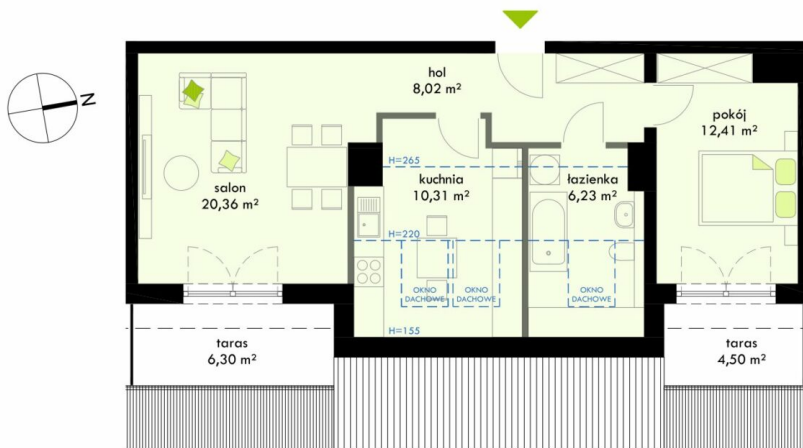 N
hol
8,02 m²
pokój
12,41 m²
salon
20,36 m²
H=265
kuchnia
10,31 m²
łazienka
6,23 m²
H=220
OKNO
DACHOWE
OKNO
DACHOWE
OKNO
DACHOWE
H=155
taras
6,30 m²
taras
4,50 m²